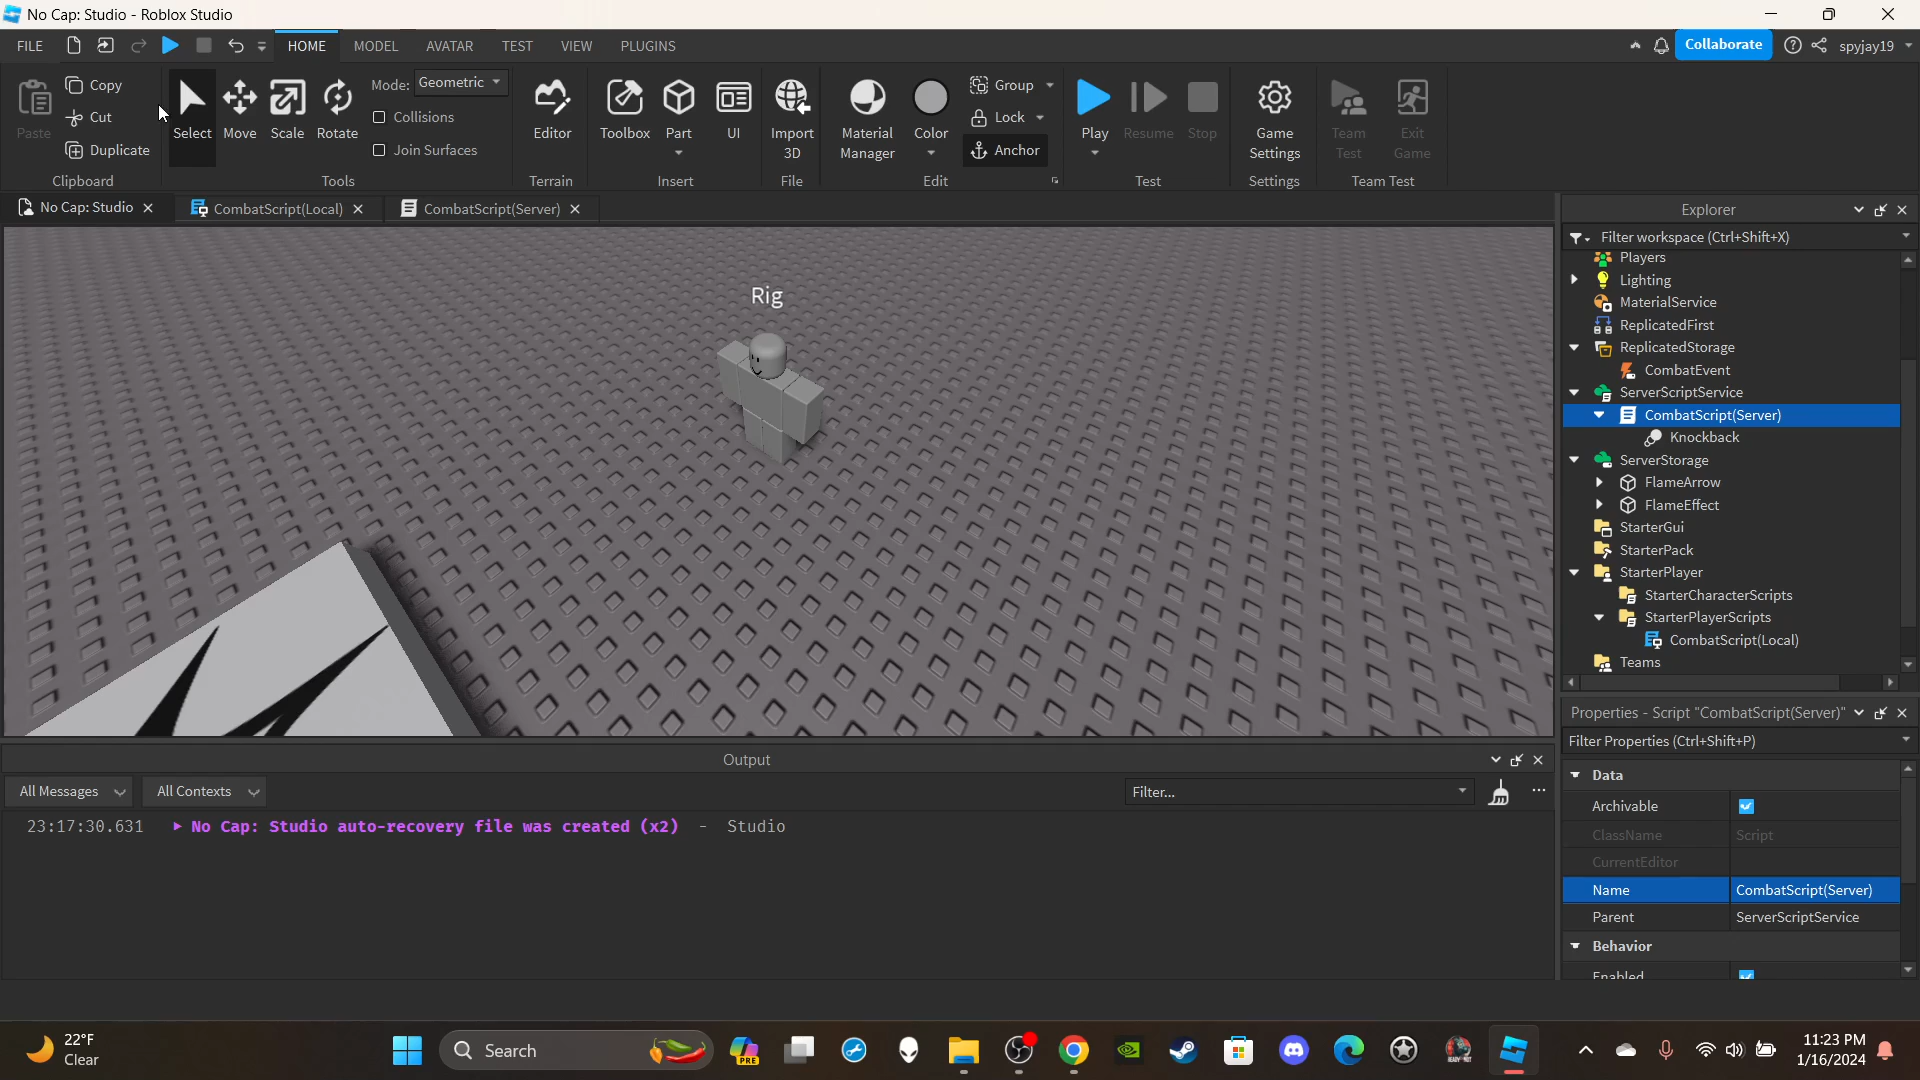 No Cap: Studio - Roblox Studio
FILE
HOME
MODEL
AVATAR
TEST
VIEW
PLUGINS
Collaborate
spyjay19
Paste
Copy
Cut
Duplicate
Clipboard
Select
Move
Scale
Rotate
Mode: Geometric
Collisions
Join Surfaces
Tools
Editor
Terrain
Toolbox
Part
UI
Insert
Import
3D
File
Material
Manager
Color
Group
Lock
Anchor
Edit
Play
Resume
Stop
Test
Game
Settings
Settings
Team
Test
Exit
Game
Team Test
No Cap: Studio
CombatScript(Local)
CombatScript(Server)
Rig
Explorer
Filter workspace (Ctrl+Shift+X)
Players
Lighting
MaterialService
ReplicatedFirst
ReplicatedStorage
CombatEvent
ServerScriptService
CombatScript(Server)
Knockback
ServerStorage
FlameArrow
FlameEffect
StarterGui
StarterPack
StarterPlayer
StarterCharacterScripts
StarterPlayerScripts
CombatScript(Local)
Teams
Properties - Script "CombatScript(Server)"
Filter Properties (Ctrl+Shift+P)
Data
Archivable
ClassName Script
CurrentEditor
Name CombatScript(Server)
Parent ServerScriptService
Behavior
Enabled
Output
All Messages
All Contexts
Filter...
23:17:30.631 No Cap: Studio auto-recovery file was created (x2) - Studio
22°F
Clear
Search
PRE
11:23 PM
1/16/2024